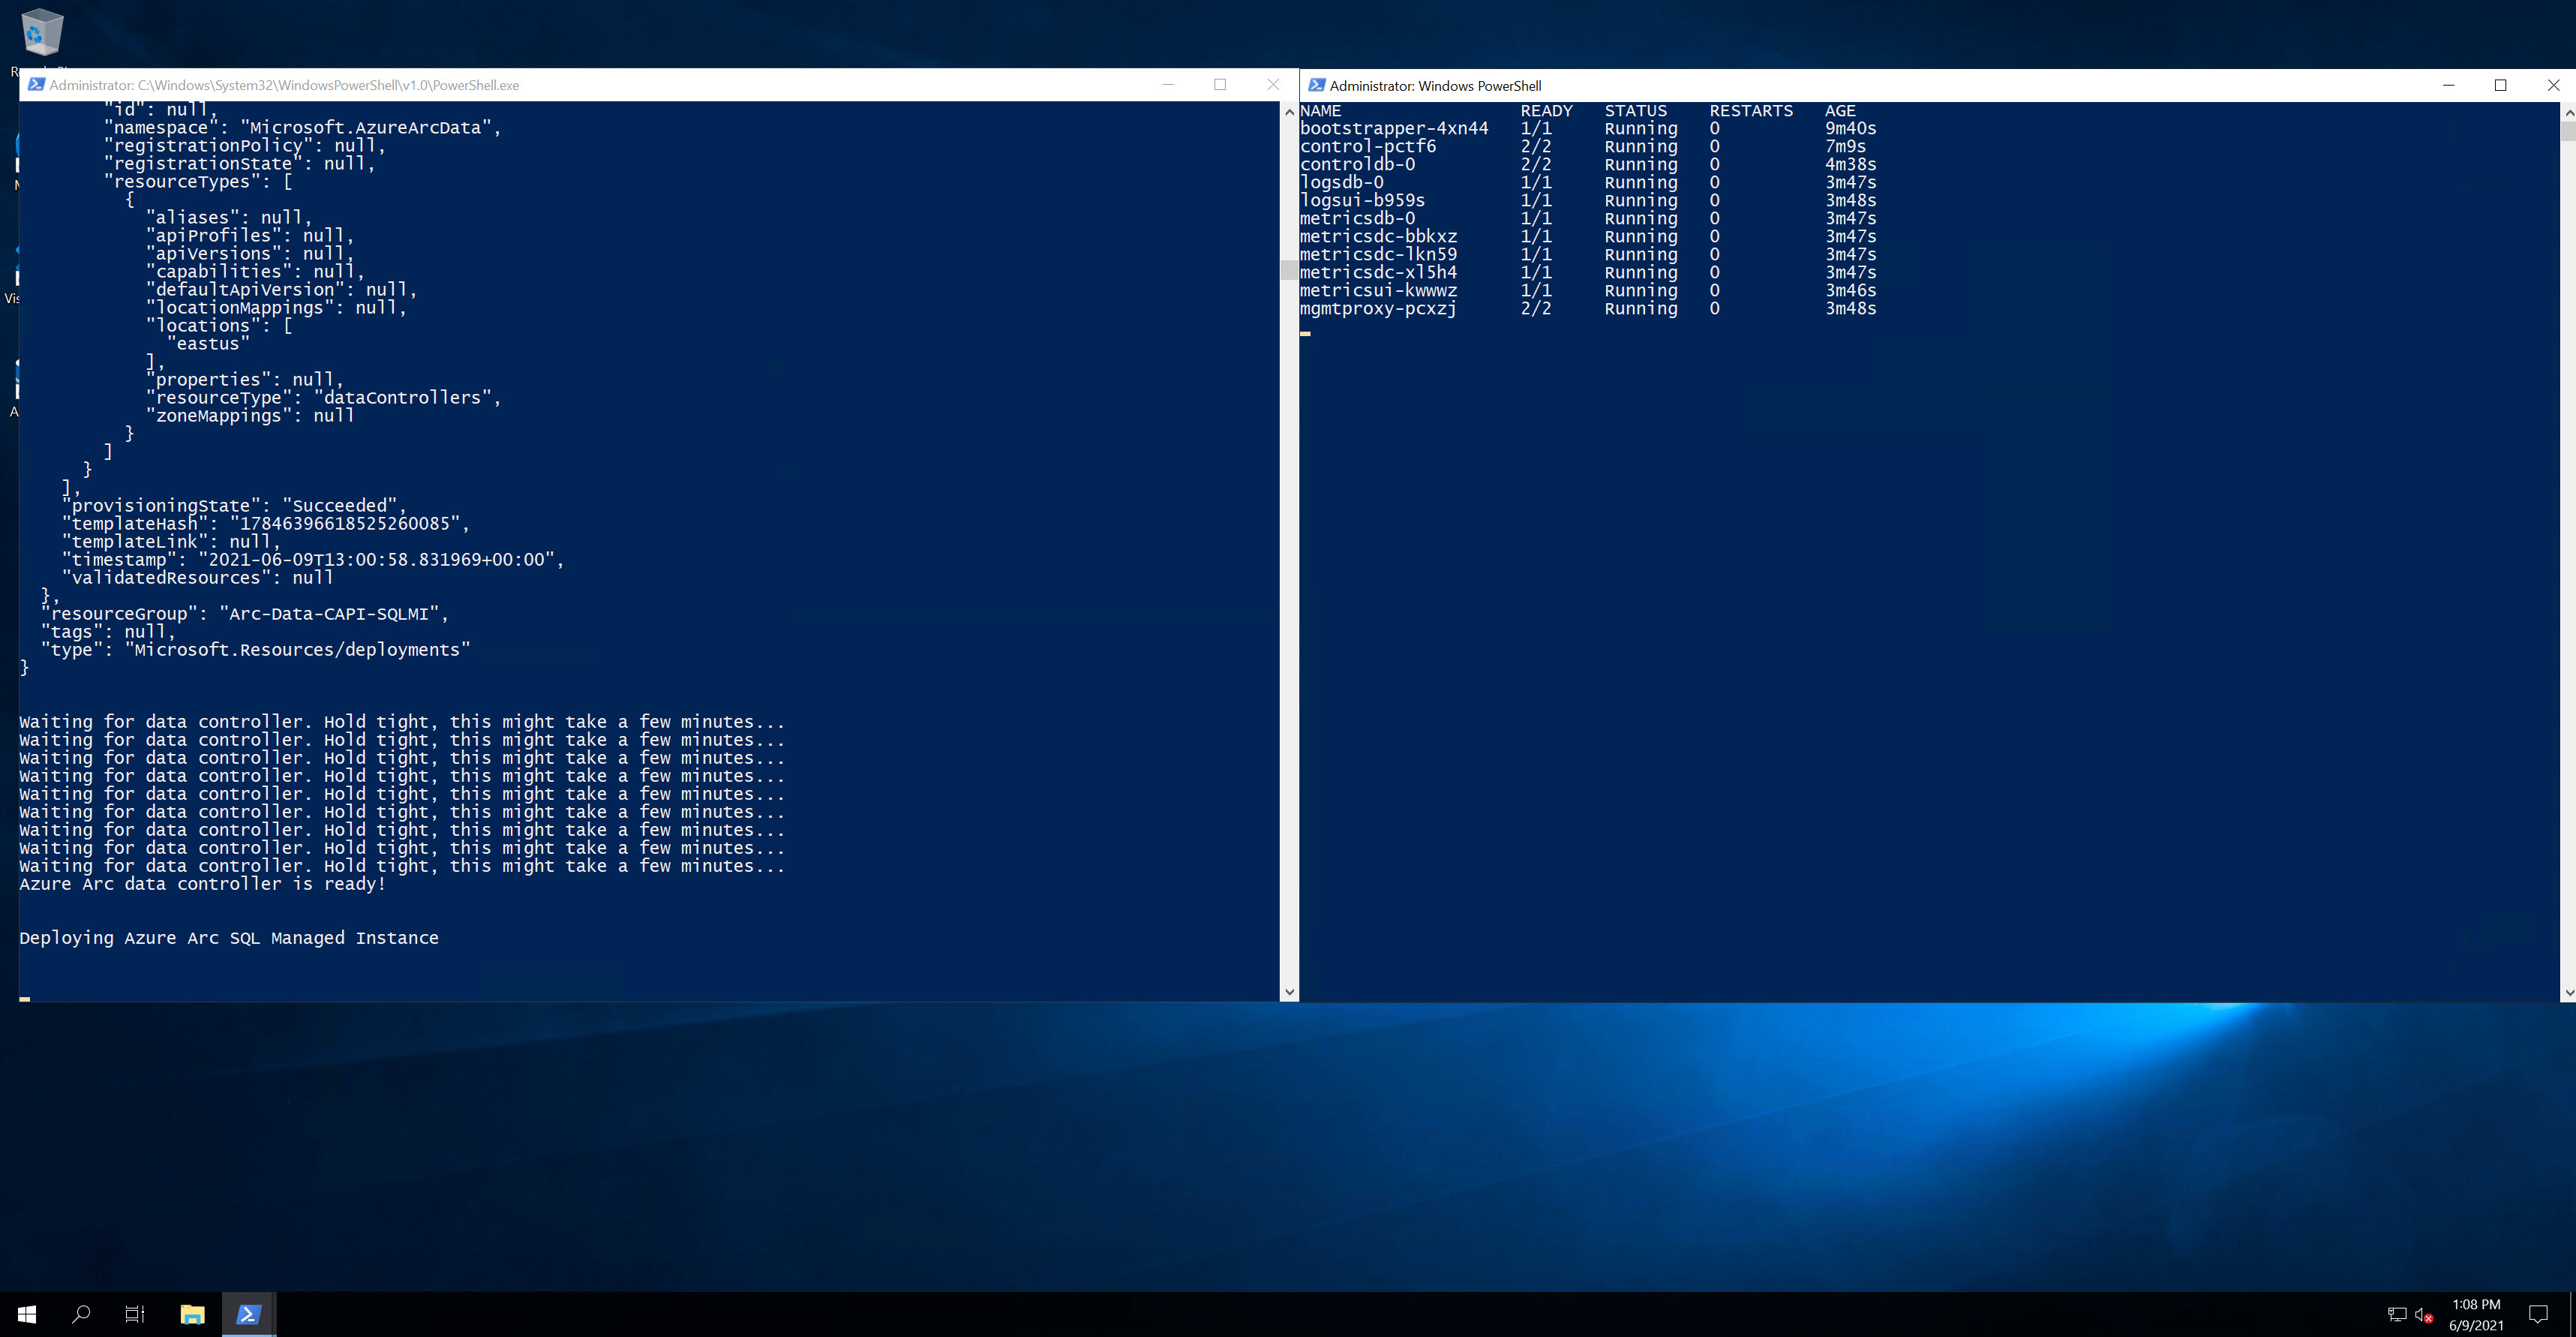 Administrator: C:\Windows\System32\WindowsPowerShell\v1.0\PowerShell.exe
"id": null,
"namespace": "Microsoft.AzureArcData",
"registrationPolicy": null,
"registrationState": null,
"resourceTypes": [
{
"aliases": null,
"apiProfiles": null,
"apiVersions": null,
"capabilities": null,
"defaultApiVersion": null,
"locationMappings": null,
"locations": [
"eastus"
],
"properties": null,
"resourceType": "dataControllers",
"zoneMappings": null
}
]
}
],
"provisioningState": "Succeeded",
"templateHash": "17846396618525260085",
"templateLink": null,
"timestamp": "2021-06-09T13:00:58.831969+00:00",
"validatedResources": null
},
"resourceGroup": "Arc-Data-CAPI-SQLMI",
"tags": null,
"type": "Microsoft.Resources/deployments"
}
Waiting for data controller. Hold tight, this might take a few minutes...
Waiting for data controller. Hold tight, this might take a few minutes...
Waiting for data controller. Hold tight, this might take a few minutes...
Waiting for data controller. Hold tight, this might take a few minutes...
Waiting for data controller. Hold tight, this might take a few minutes...
Waiting for data controller. Hold tight, this might take a few minutes...
Waiting for data controller. Hold tight, this might take a few minutes...
Waiting for data controller. Hold tight, this might take a few minutes...
Waiting for data controller. Hold tight, this might take a few minutes...
Azure Arc data controller is ready!
Deploying Azure Arc SQL Managed Instance
Administrator: Windows PowerShell
NAME READY STATUS RESTARTS AGE
bootstrapper-4xn44 1/1 Running 0 9m40s
control-pctf6 2/2 Running 0 7m9s
controldb-0 2/2 Running 0 4m38s
logsdb-0 1/1 Running 0 3m47s
logsui-b959s 1/1 Running 0 3m48s
metricsdb-0 1/1 Running 0 3m47s
metricsdc-bbkxz 1/1 Running 0 3m47s
metricsdc-lkn59 1/1 Running 0 3m47s
metricsdc-xl5h4 1/1 Running 0 3m47s
metricsui-kwwwz 1/1 Running 0 3m46s
mgmtproxy-pcxzj 2/2 Running 0 3m48s
1:08 PM
6/9/2021